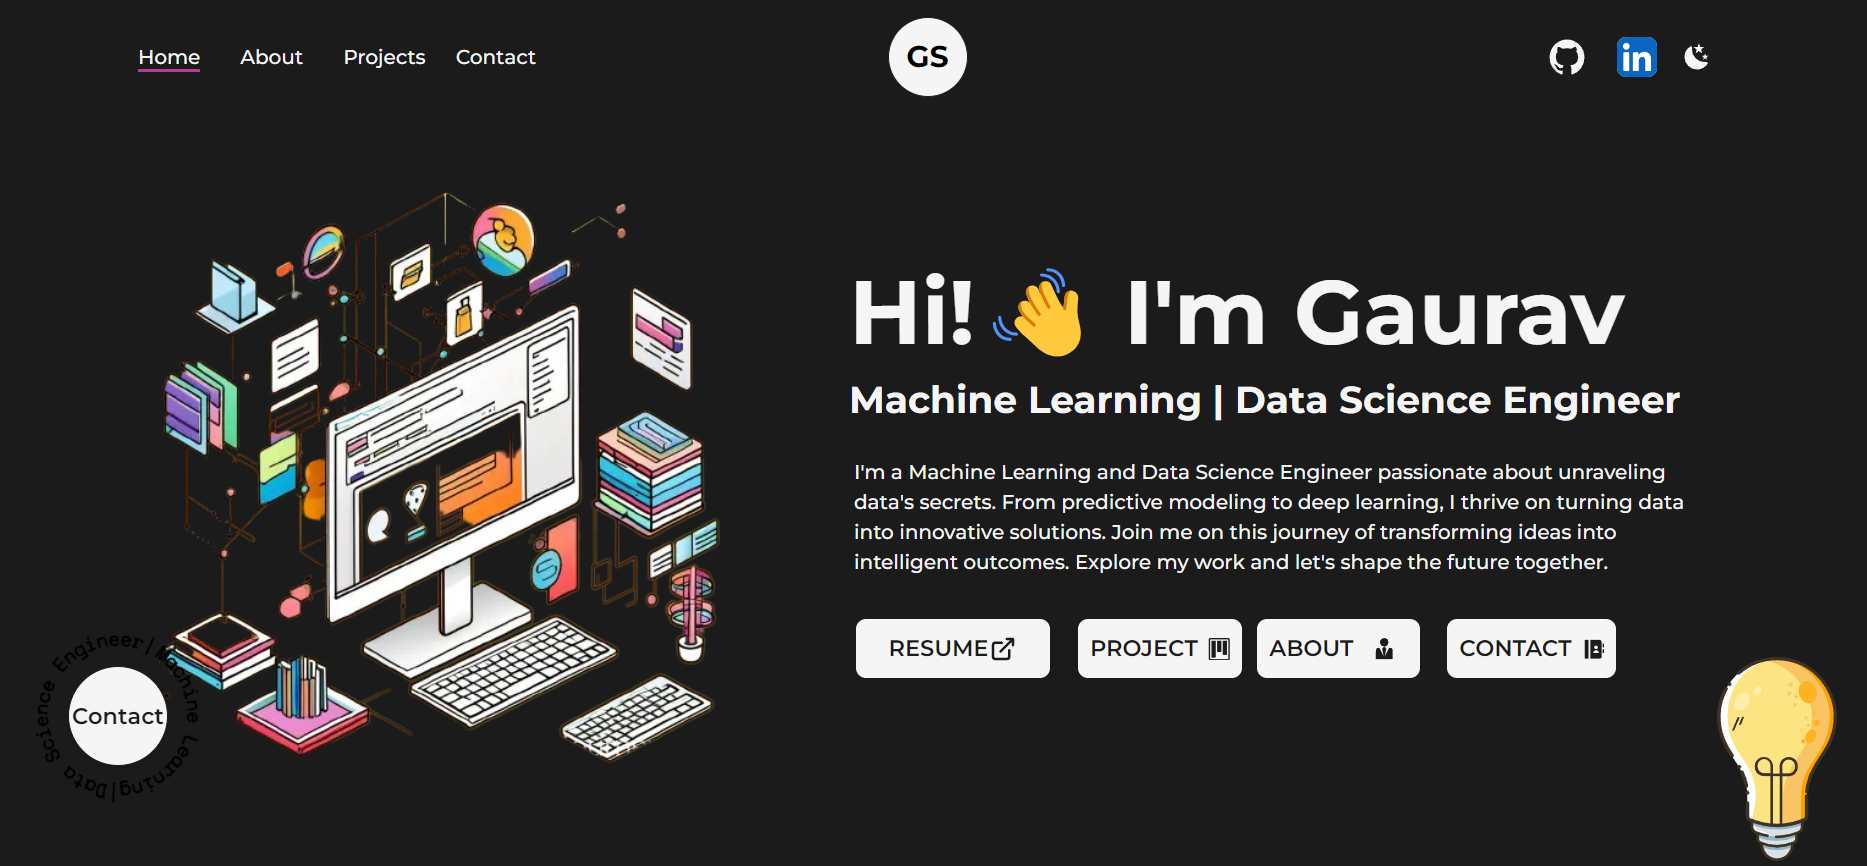 Home About Projects Contact
GS
in
Hi! 👋 I'm Gaurav
Machine Learning | Data Science Engineer
I'm a Machine Learning and Data Science Engineer passionate about unraveling
data's secrets. From predictive modeling to deep learning, I thrive on turning data
into innovative solutions. Join me on this journey of transforming ideas into
intelligent outcomes. Explore my work and let's shape the future together.
RESUME PROJECT ABOUT CONTACT
Machine Learning|Data Science Engineer|
Contact